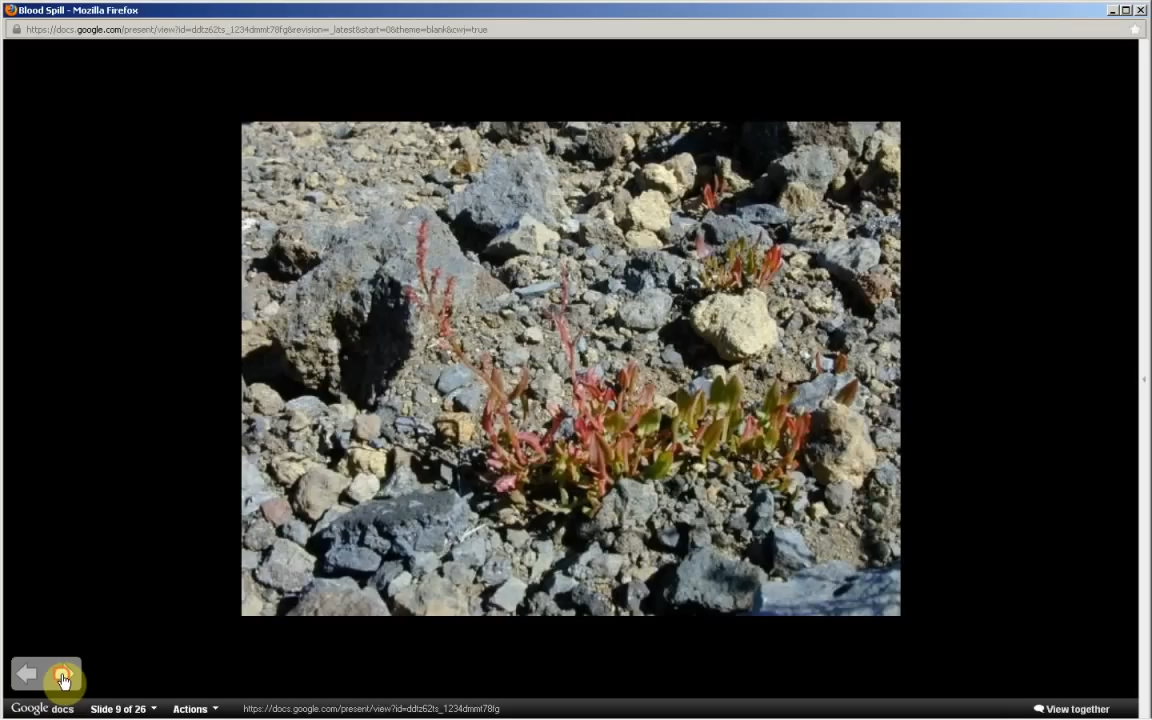 Blood Spill - Mozilla Firefox
https://docs.google.com/present/view?id=ddtz62ts_1234dmmt78fg&revision=_latest&start=0&theme=blank&cwj=true
Google docs Slide 9 of 26 Actions https://docs.google.com/present/view?id=ddtz62ts_1234dmmt78fg View together